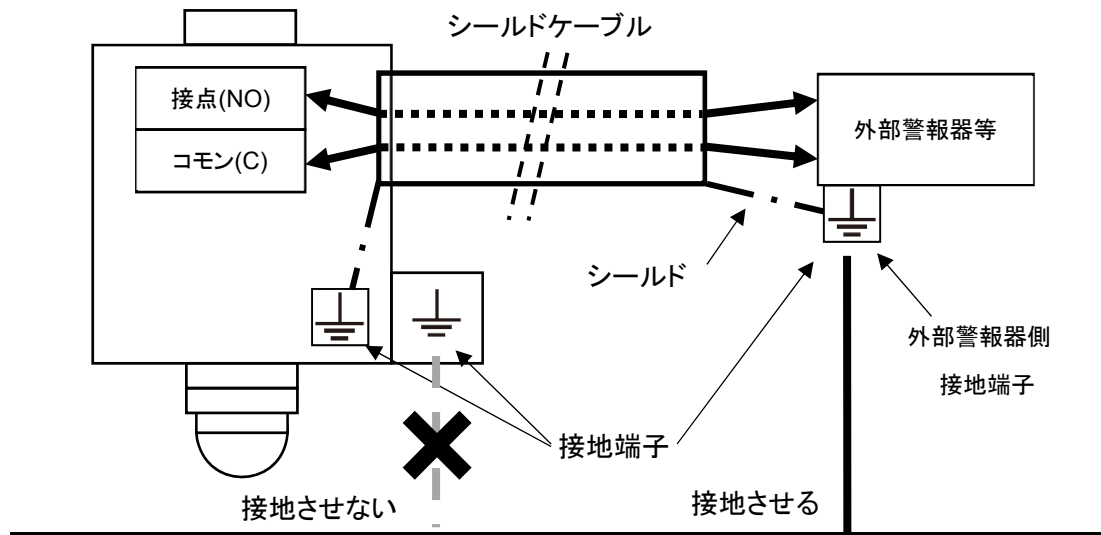 シールドケーブル
接点(NO)
コモン(C)
外部警報器等
シールド
外部警報器側
接地端子
接地端子
接地させない
接地させる